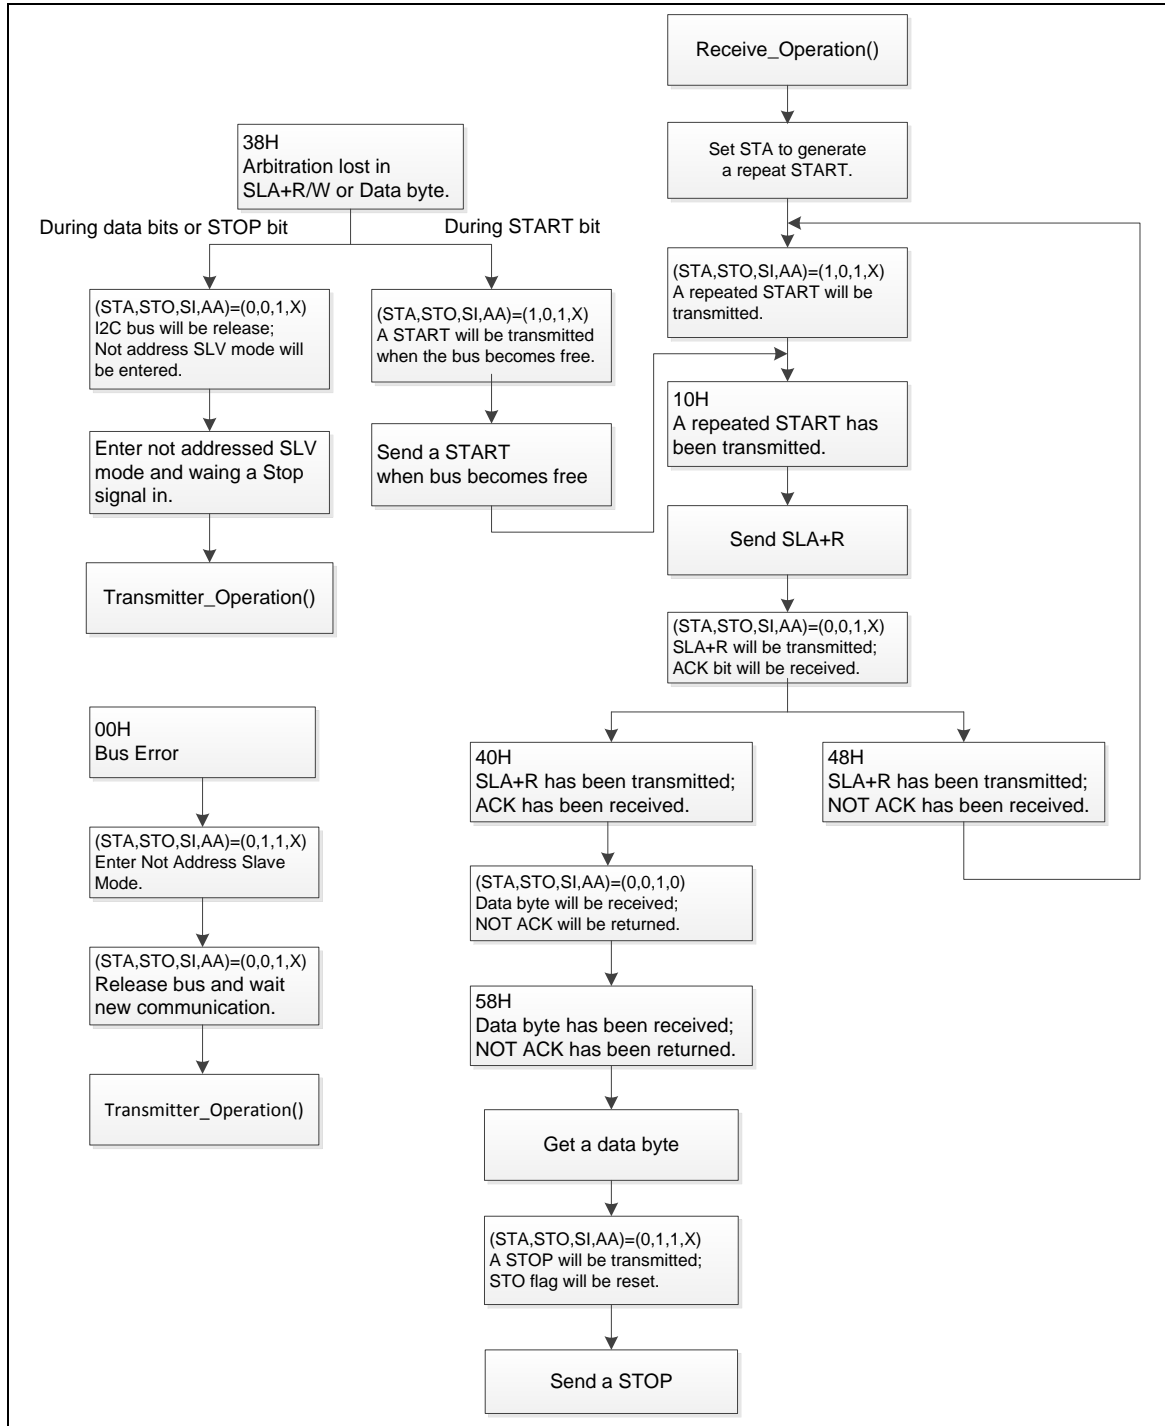 Receive_Operation()
Set STA to generate
a repeat START.
38H
Arbitration lost in
SLA+R/W or Data byte.
During data bits or STOP bit
During START bit
(STA,STO,SI,AA)=(0,0,1,X)
I2C bus will be release;
Not address SLV mode will
be entered.
(STA,STO,SI,AA)=(1,0,1,X)
A START will be transmitted
when the bus becomes free.
(STA,STO,SI,AA)=(1,0,1,X)
A repeated START will be
transmitted.
10H
A repeated START has
been transmitted.
Enter not addressed SLV
mode and waing a Stop
signal in.
Send a START
when bus becomes free
Send SLA+R
Transmitter_Operation()
(STA,STO,SI,AA)=(0,0,1,X)
SLA+R will be transmitted;
ACK bit will be received.
00H
Bus Error
40H
SLA+R has been transmitted;
ACK has been received.
48H
SLA+R has been transmitted;
NOT ACK has been received.
(STA,STO,SI,AA)=(0,1,1,X)
Enter Not Address Slave
Mode.
(STA,STO,SI,AA)=(0,0,1,0)
Data byte will be received;
NOT ACK will be returned.
(STA,STO,SI,AA)=(0,0,1,X)
Release bus and wait
new communication.
58H
Data byte has been received;
NOT ACK has been returned.
Transmitter_Operation()
Get a data byte
(STA,STO,SI,AA)=(0,1,1,X)
A STOP will be transmitted;
STO flag will be reset.
Send a STOP